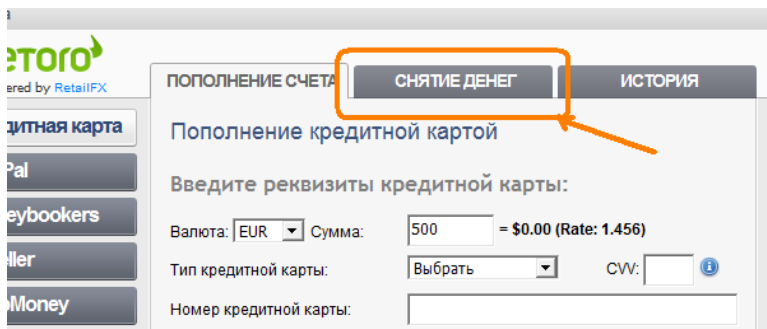 etoro
ered by RetailFX
ПОПОЛНЕНИЕ СЧЕТА
СНЯТИЕ ДЕНЕГ
ИСТОРИЯ
дитная карта
Pal
eybookers
ller
Money
Пополнение кредитной картой
Введите реквизиты кредитной карты:
Валюта: EUR Сумма: 500 = $0.00 (Rate: 1.456)
Тип кредитной карты: Выбрать CVV:
Номер кредитной карты: